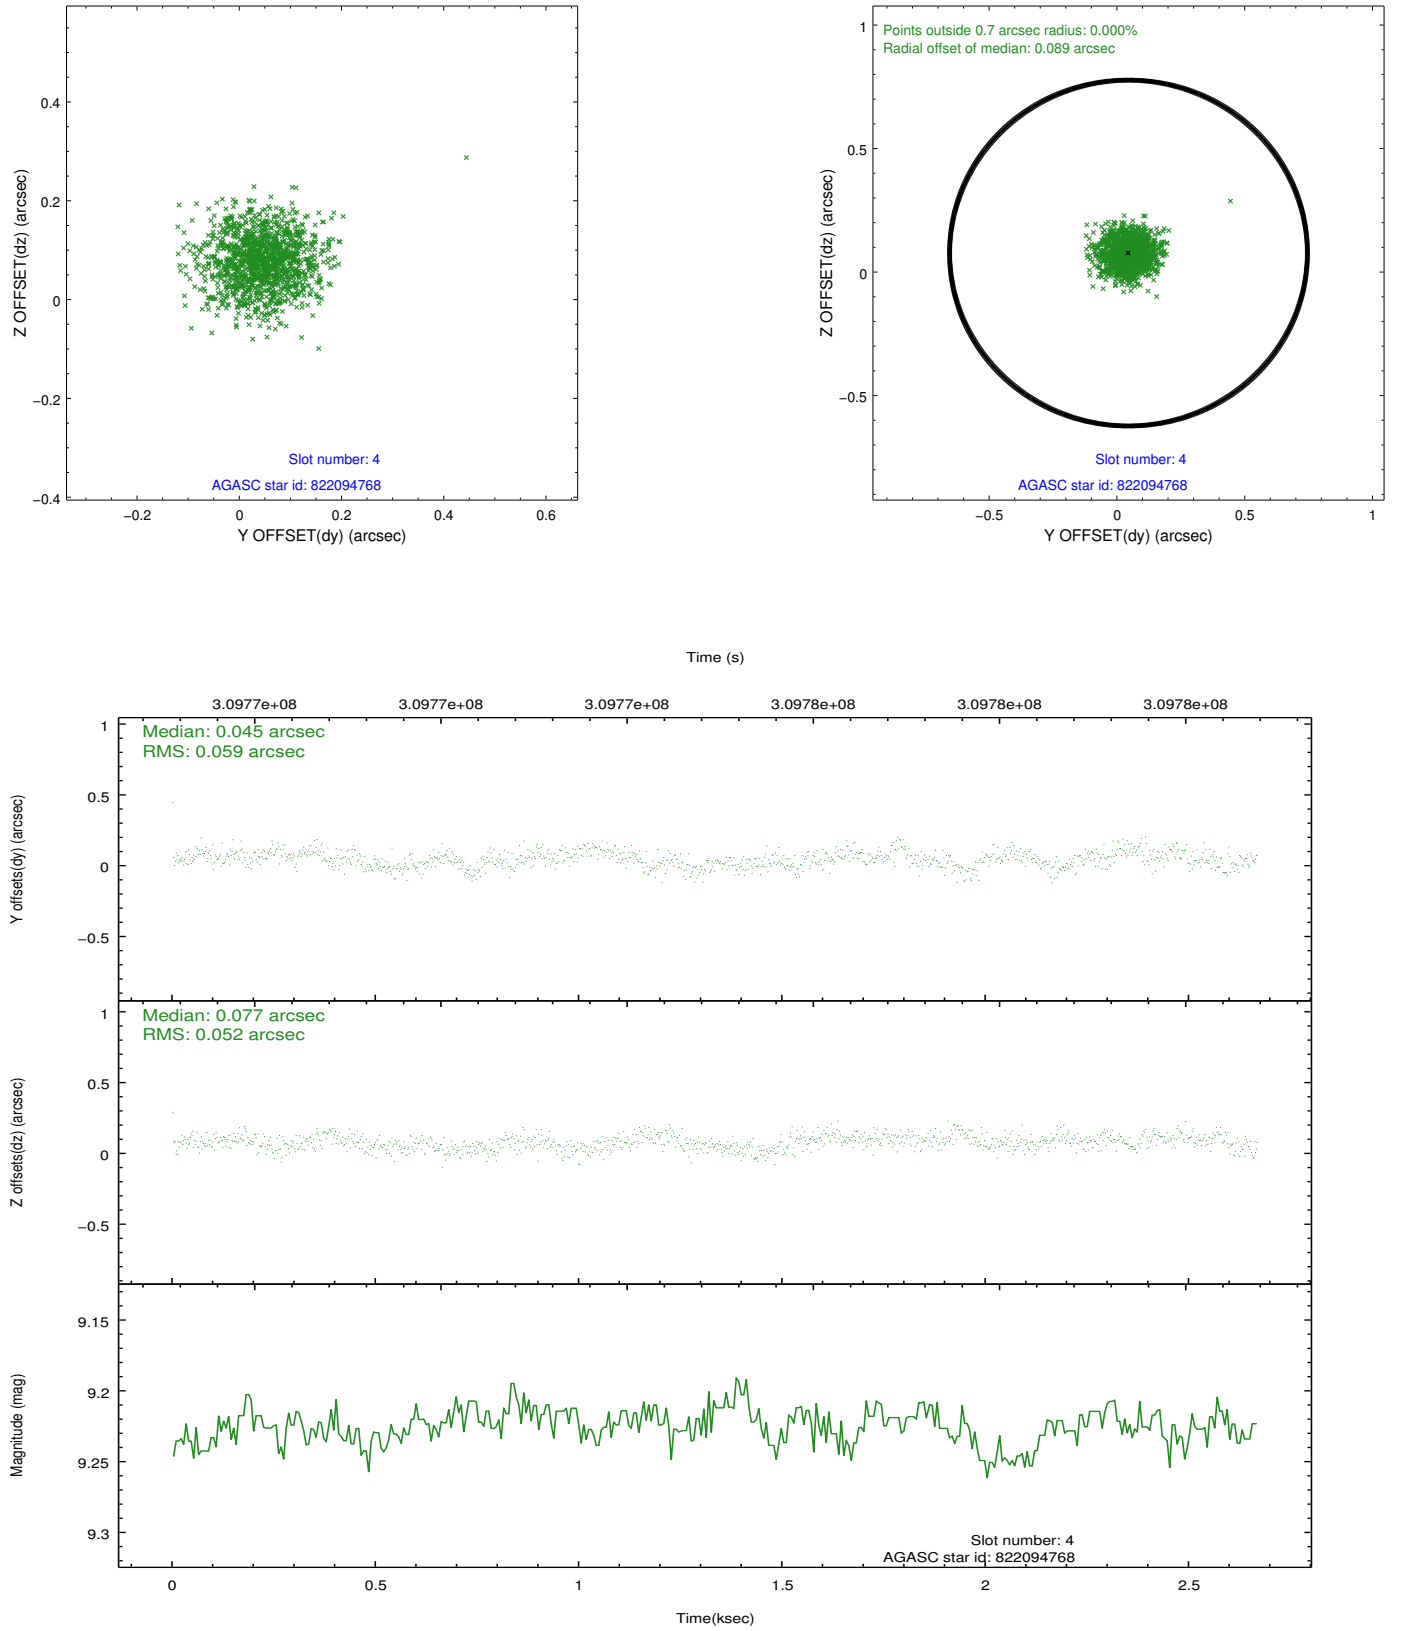 0.4
0.2
0
−0.2
−0.4
Z OFFSET(dz) (arcsec)
Slot number: 4
AGASC star id: 822094768
−0.2 0 0.2 0.4 0.6
Y OFFSET(dy) (arcsec)
Points outside 0.7 arcsec radius: 0.000%
Radial offset of median: 0.089 arcsec
1
0.5
0
−0.5
Z OFFSET(dz) (arcsec)
Slot number: 4
AGASC star id: 822094768
−0.5 0 0.5 1
Y OFFSET(dy) (arcsec)
Time (s)
3.0977e+08 3.0977e+08 3.0977e+08 3.0978e+08 3.0978e+08 3.0978e+08
Median: 0.045 arcsec
RMS: 0.059 arcsec
1
0.5
0
−0.5
Y offsets(dy) (arcsec)
Median: 0.077 arcsec
RMS: 0.052 arcsec
1
0.5
0
−0.5
Z offsets(dz) (arcsec)
9.15
9.2
9.25
9.3
Magnitude (mag)
Slot number: 4
AGASC star id: 822094768
0 0.5 1 1.5 2 2.5
Time(ksec)